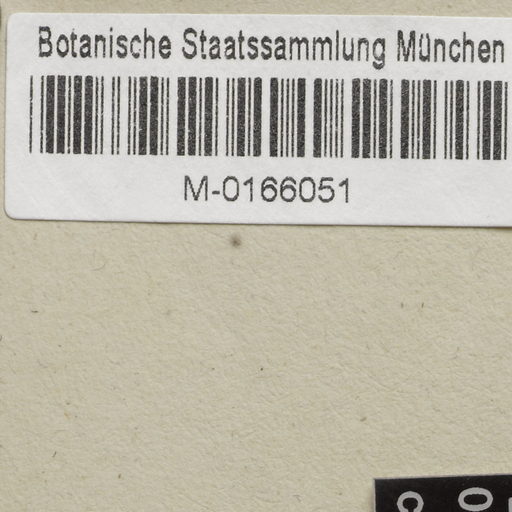 Botanische Staatssammlung München
M-0166051